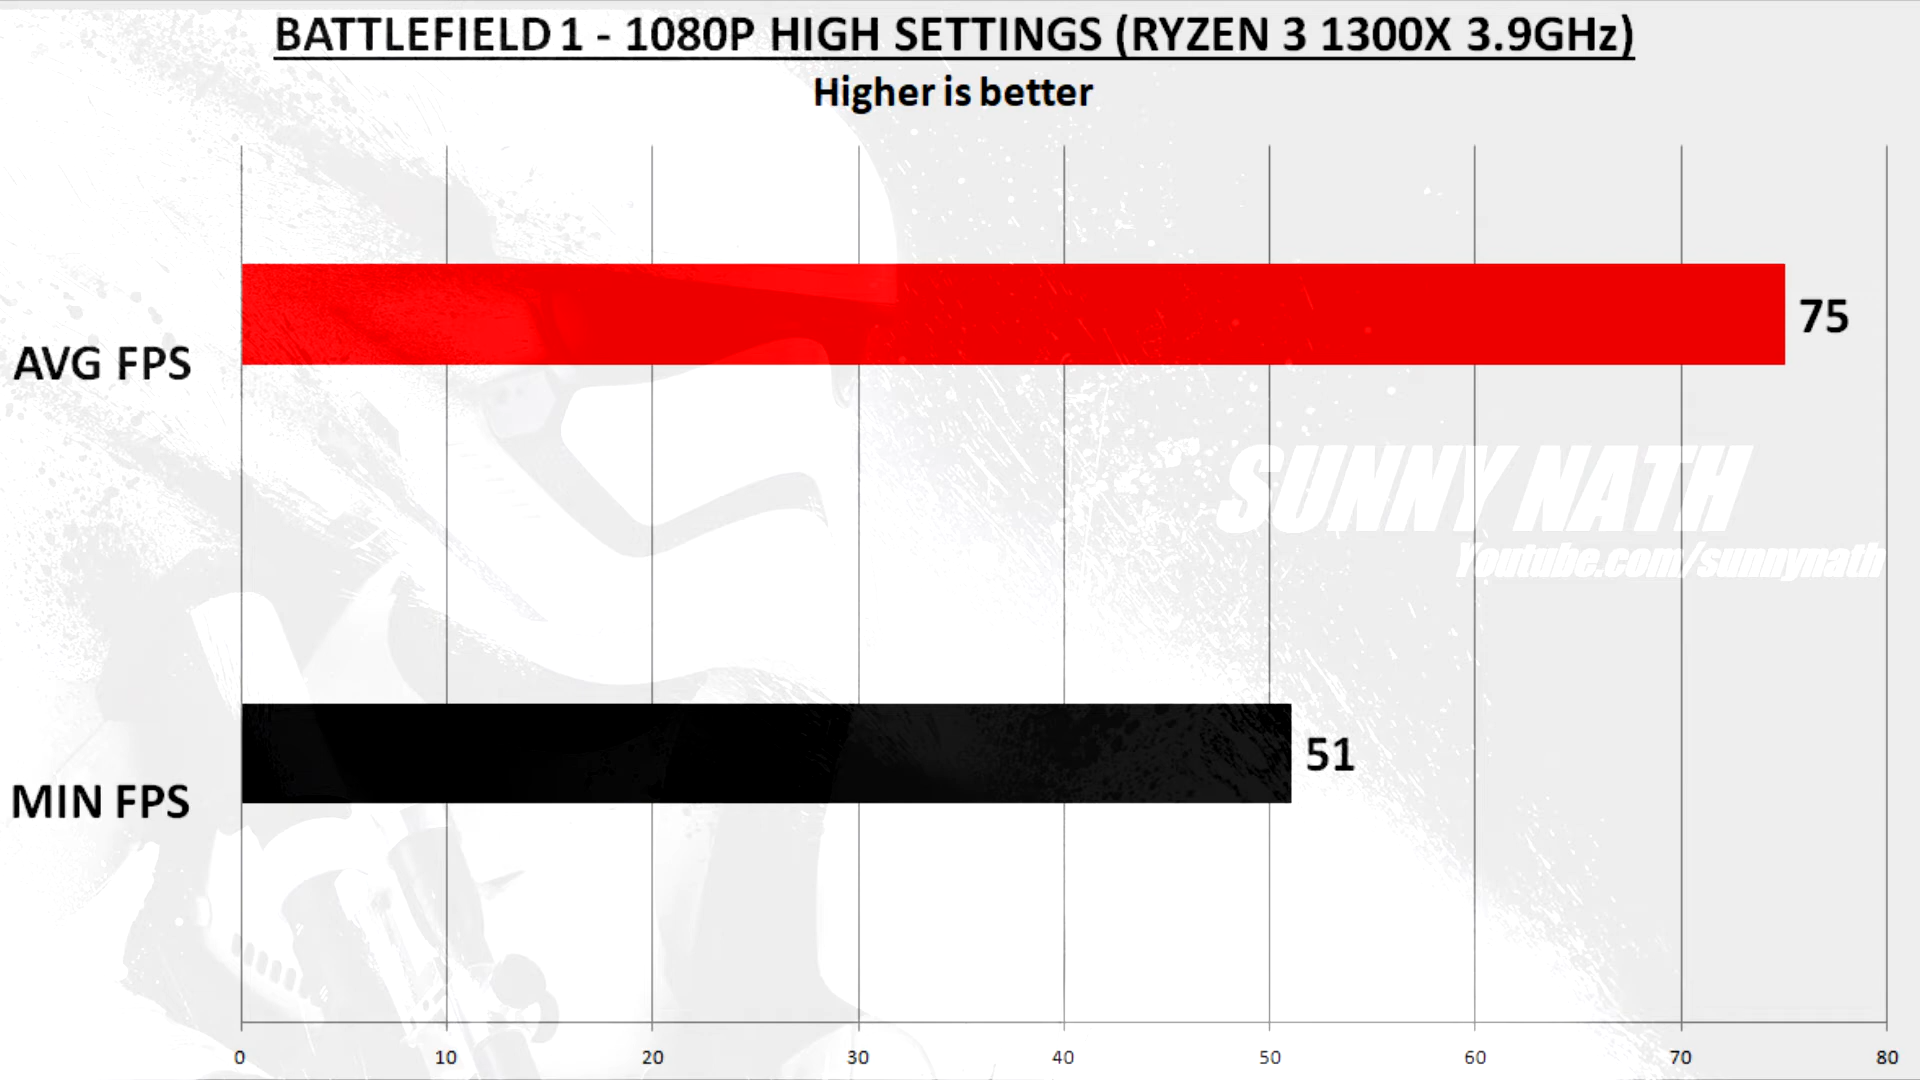 BATTLEFIELD 1 - 1080P HIGH SETTINGS (RYZEN 3 1300X 3.9GHz)
Higher is better
AVG FPS
75
SUNNY NATH
Youtube.com/sunnynath
MIN FPS
51
0 10 20 30 40 50 60 70 80